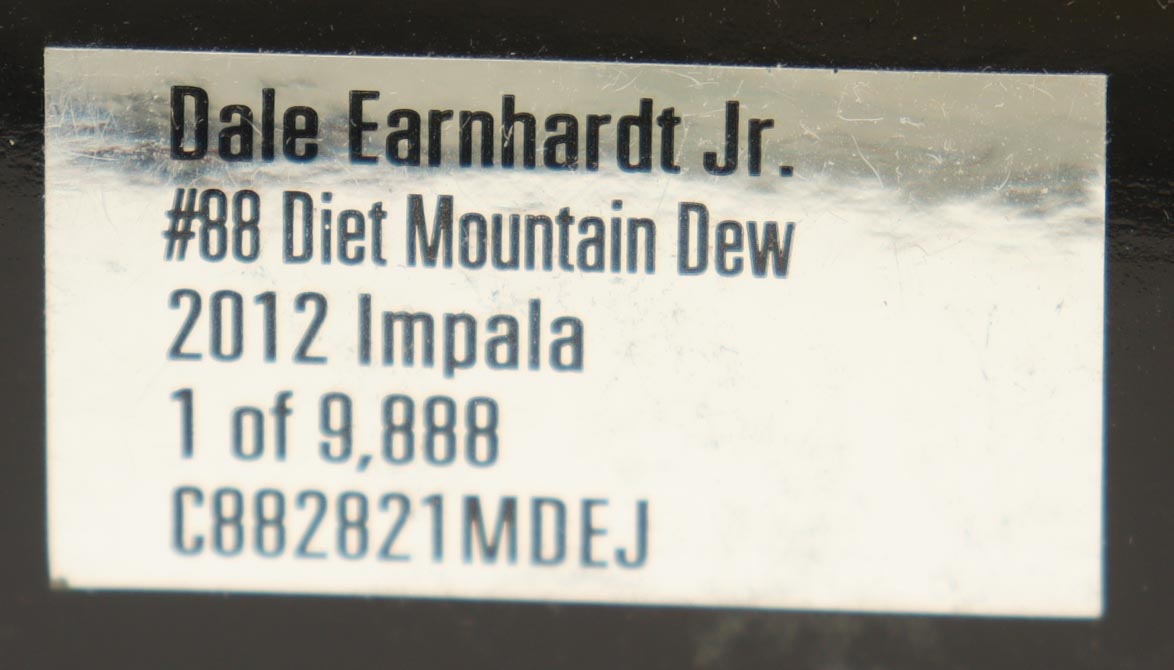 Dale Earnhardt Jr.
#88 Diet Mountain Dew
2012 Impala
1 of 9,888
C882821MDEJ